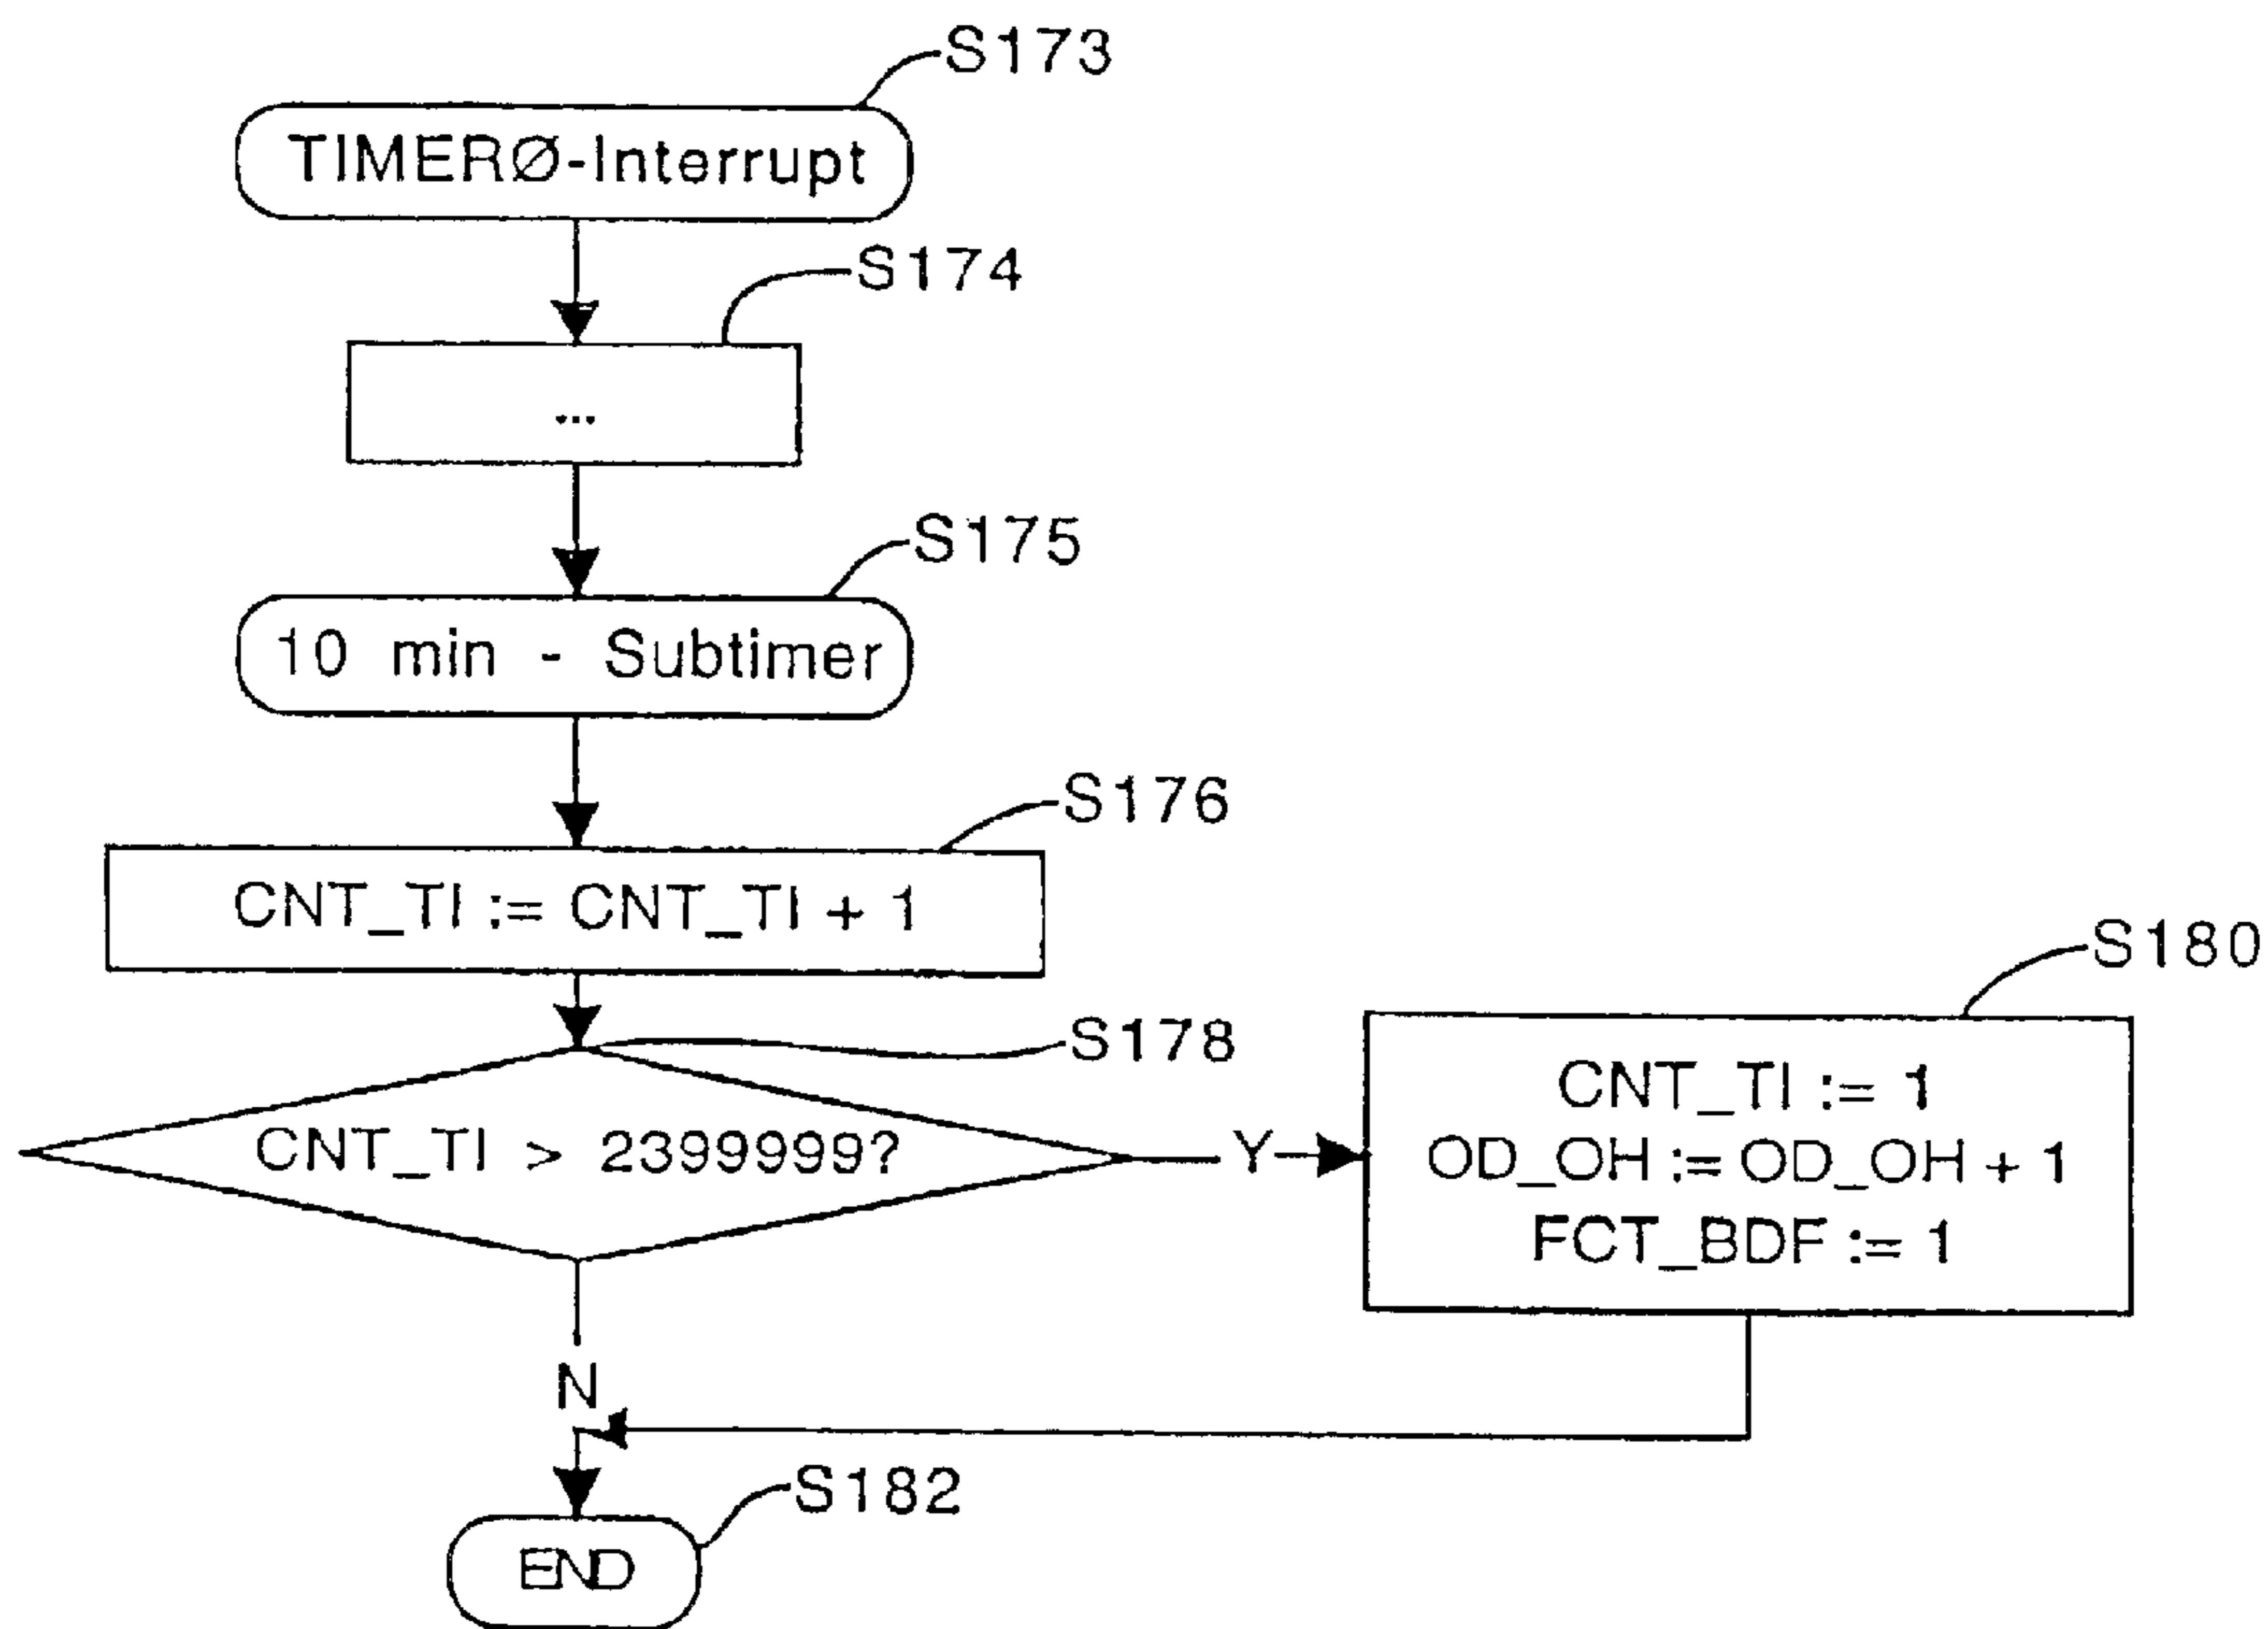 S173
TIMERØ-Interrupt
S174
...
S175
10 min - Subtimer
S176
CNT_TI := CNT_TI + 1
S178
CNT_TI > 2399999?
Y
S180
CNT_TI := 1
OD_OH := OD_OH + 1
FCT_BDF := 1
N
S182
END